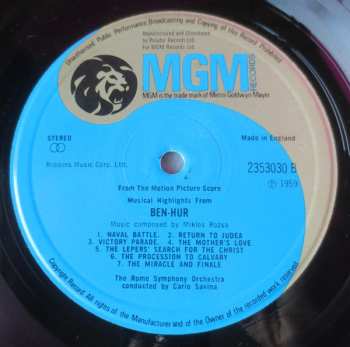 Unauthorised Public Performance Broadcasting and Copying of this Record Prohibited
Manufactured and Distributed
by Polydor Records Ltd.
for MGM Records Ltd.
MGM
RECORDS
MGM is the trade mark of Metro-Goldwyn-Mayer
STEREO
Made in England
Robbins Music Corp. Ltd.
2353030 B
Ⓟ 1959
From The Motion Picture Score
Musical Highlights From
BEN-HUR
Music composed by Miklos Rozsa
1. NAVAL BATTLE. 2. RETURN TO JUDEA
3. VICTORY PARADE. 4. THE MOTHER'S LOVE
5. THE LEPERS' SEARCH FOR THE CHRIST
6. THE PROCESSION TO CALVARY
7. THE MIRACLE AND FINALE
The Rome Symphony Orchestra
conducted by Carlo Savina
Copyright Record. All rights of the Manufacturer and of the Owner of the recorded work reserved